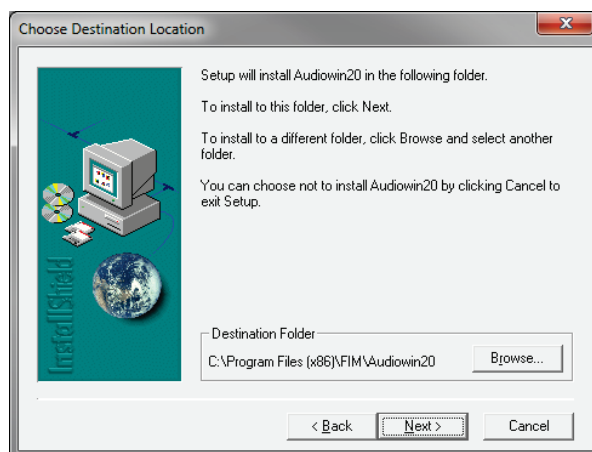 Choose Destination Location
Setup will install Audiowin20 in the following folder.
To install to this folder, click Next.
To install to a different folder, click Browse and select another
folder.
You can choose not to install Audiowin20 by clicking Cancel to
exit Setup.
InstallShield
Destination Folder
C:\Program Files (x86)\FIM\Audiowin20
Browse...
< Back
Next >
Cancel